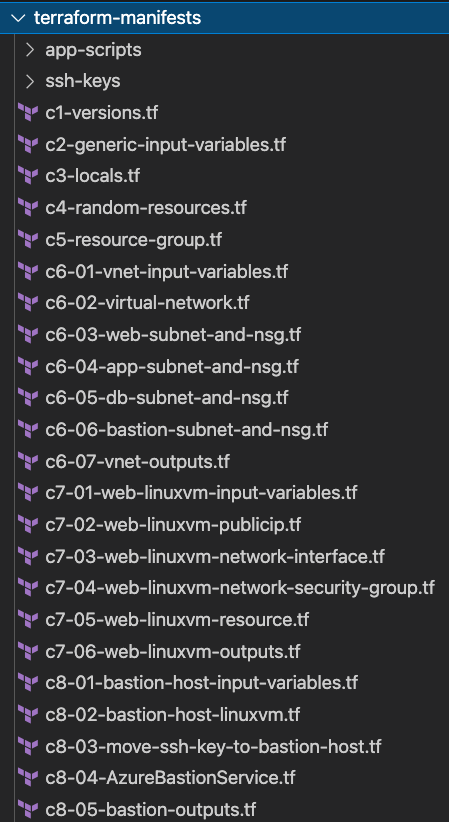 terraform-manifests
app-scripts
ssh-keys
c1-versions.tf
c2-generic-input-variables.tf
c3-locals.tf
c4-random-resources.tf
c5-resource-group.tf
c6-01-vnet-input-variables.tf
c6-02-virtual-network.tf
c6-03-web-subnet-and-nsg.tf
c6-04-app-subnet-and-nsg.tf
c6-05-db-subnet-and-nsg.tf
c6-06-bastion-subnet-and-nsg.tf
c6-07-vnet-outputs.tf
c7-01-web-linuxvm-input-variables.tf
c7-02-web-linuxvm-publicip.tf
c7-03-web-linuxvm-network-interface.tf
c7-04-web-linuxvm-network-security-group.tf
c7-05-web-linuxvm-resource.tf
c7-06-web-linuxvm-outputs.tf
c8-01-bastion-host-input-variables.tf
c8-02-bastion-host-linuxvm.tf
c8-03-move-ssh-key-to-bastion-host.tf
c8-04-AzureBastionService.tf
c8-05-bastion-outputs.tf